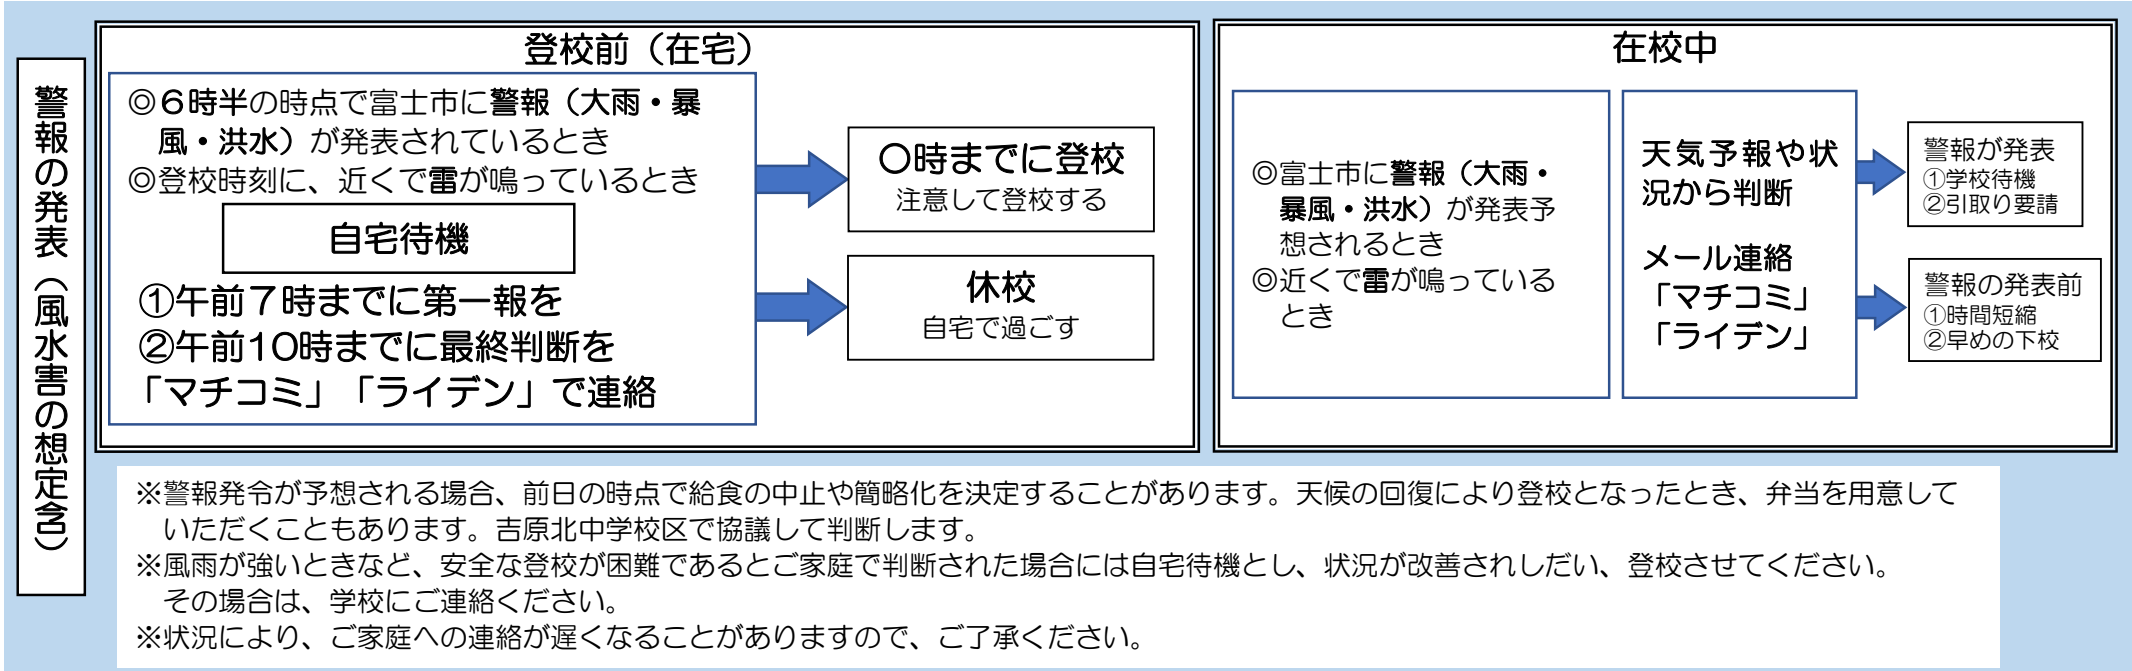 警報の発表（風水害の想定含）
登校前（在宅）
◎６時半の時点で富士市に警報（大雨・暴
風・洪水）が発表されているとき
◎登校時刻に、近くで雷が鳴っているとき
自宅待機
①午前７時までに第一報を
②午前10時までに最終判断を
「マチコミ」「ライデン」で連絡
〇時までに登校
注意して登校する
休校
自宅で過ごす
在校中
◎富士市に警報（大雨・
暴風・洪水）が発表予
想されるとき
◎近くで雷が鳴っている
とき
天気予報や状
況から判断
メール連絡
「マチコミ」
「ライデン」
警報が発表
①学校待機
②引取り要請
警報の発表前
①時間短縮
②早めの下校
※警報発令が予想される場合、前日の時点で給食の中止や簡略化を決定することがあります。天候の回復により登校となったとき、弁当を用意して
いただくこともあります。吉原北中学校区で協議して判断します。
※風雨が強いときなど、安全な登校が困難であるとご家庭で判断された場合には自宅待機とし、状況が改善されしだい、登校させてください。
その場合は、学校にご連絡ください。
※状況により、ご家庭への連絡が遅くなることがありますので、ご了承ください。